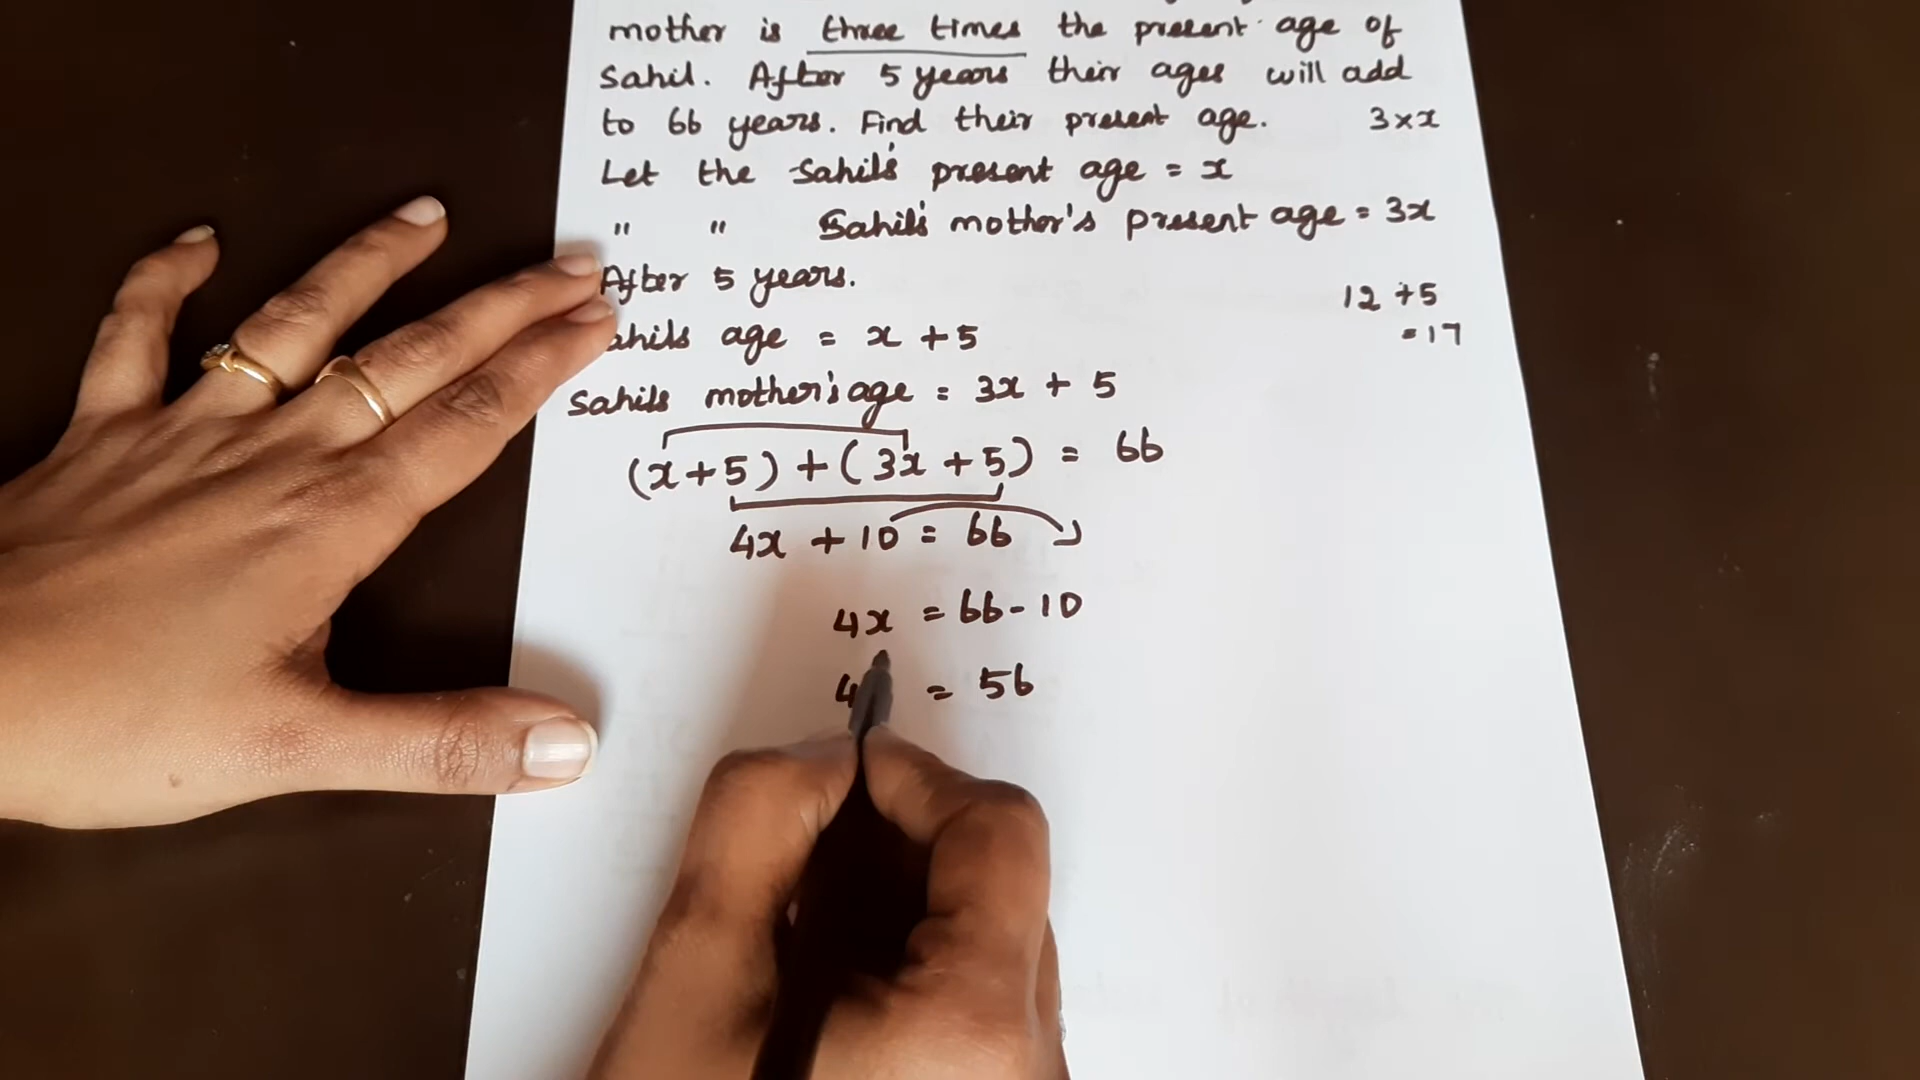 mother is three times the present age of
Sahil. After 5 years their ages will add
to 66 years. Find their present age. 3×x
Let the Sahil's present age = x
" " Sahil's mother's present age = 3x
After 5 years.
12 +5
ahils age = x + 5
= 17
Sahils mother's age = 3x + 5
(x+5) + (3x+5) = 66
4x + 10 = 66
4x = 66 - 10
4 = 56